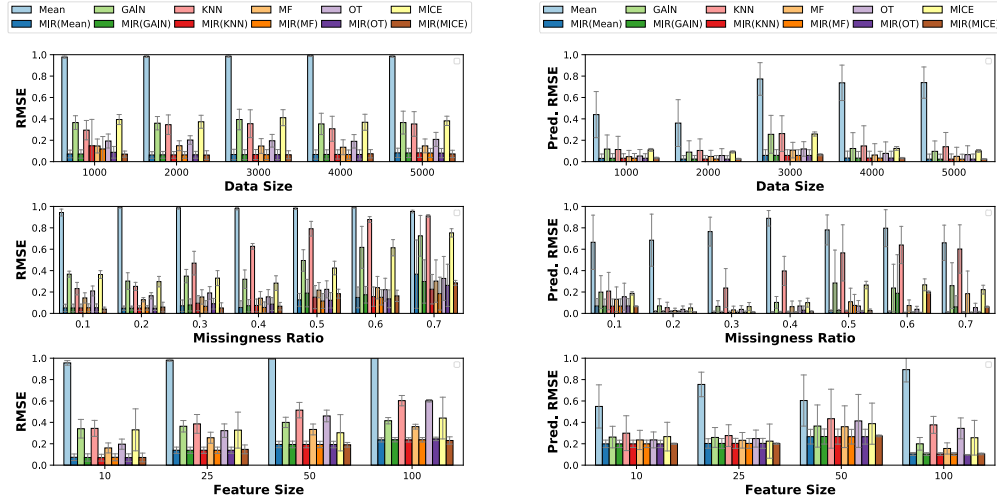 Mean GAIN KNN MF OT MICE
MIR(Mean) MIR(GAIN) MIR(KNN) MIR(MF) MIR(OT) MIR(MICE)
Mean GAIN KNN MF OT MICE
MIR(Mean) MIR(GAIN) MIR(KNN) MIR(MF) MIR(OT) MIR(MICE)
RMSE
1.0
0.8
0.6
0.4
0.2
0.0
1000 2000 3000 4000 5000
Data Size
Pred. RMSE
1.0
0.8
0.6
0.4
0.2
0.0
1000 2000 3000 4000 5000
Data Size
RMSE
1.0
0.8
0.6
0.4
0.2
0.0
0.1 0.2 0.3 0.4 0.5 0.6 0.7
Missingness Ratio
Pred. RMSE
1.0
0.8
0.6
0.4
0.2
0.0
0.1 0.2 0.3 0.4 0.5 0.6 0.7
Missingness Ratio
RMSE
1.0
0.8
0.6
0.4
0.2
0.0
10 25 50 100
Feature Size
Pred. RMSE
1.0
0.8
0.6
0.4
0.2
0.0
10 25 50 100
Feature Size